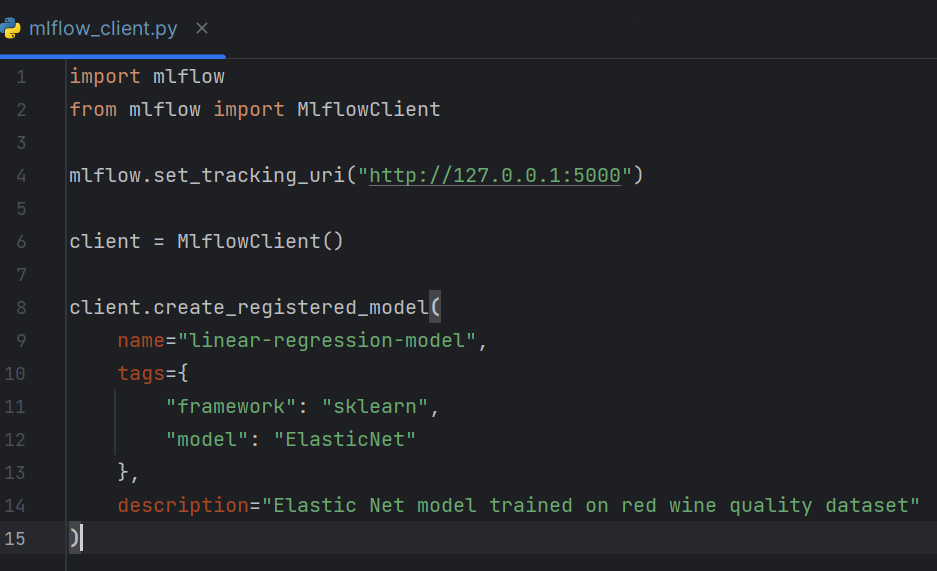 mlflow_client.py ×
1 import mlflow
2 from mlflow import MlflowClient
3
4 mlflow.set_tracking_uri("http://127.0.0.1:5000")
5
6 client = MlflowClient()
7
8 client.create_registered_model(
9     name="linear-regression-model",
10     tags={
11         "framework": "sklearn",
12         "model": "ElasticNet"
13     },
14     description="Elastic Net model trained on red wine quality dataset"
15 )